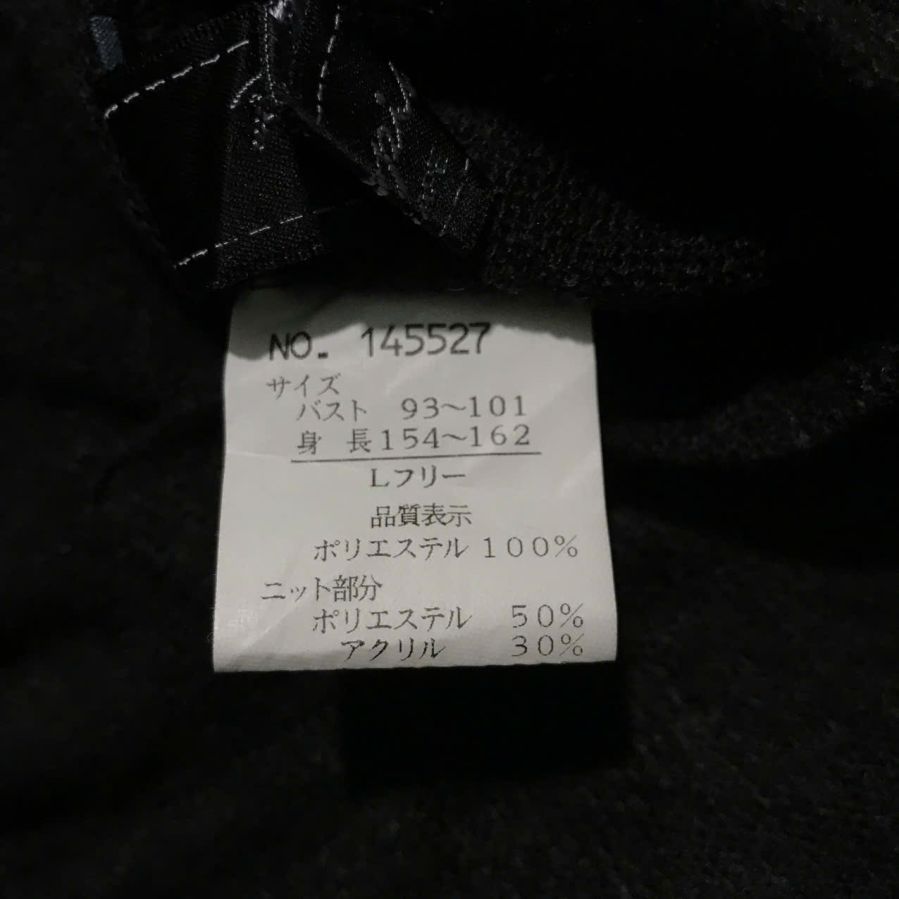 NO. 145527
サイズ
バスト 93～101
身 長154～162
Lフリー
品質表示
ポリエステル 100%
ニット部分
ポリエステル 50%
アクリル 30%